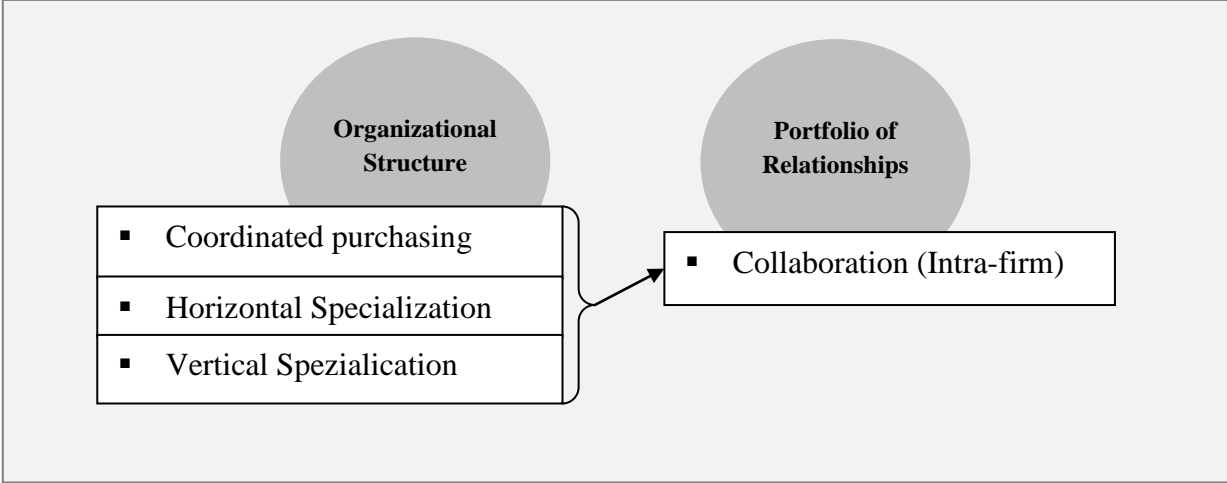 Organizational
Structure
▪ Coordinated purchasing
▪ Horizontal Specialization
▪ Vertical Spezialication
Portfolio of
Relationships
▪ Collaboration (Intra-firm)